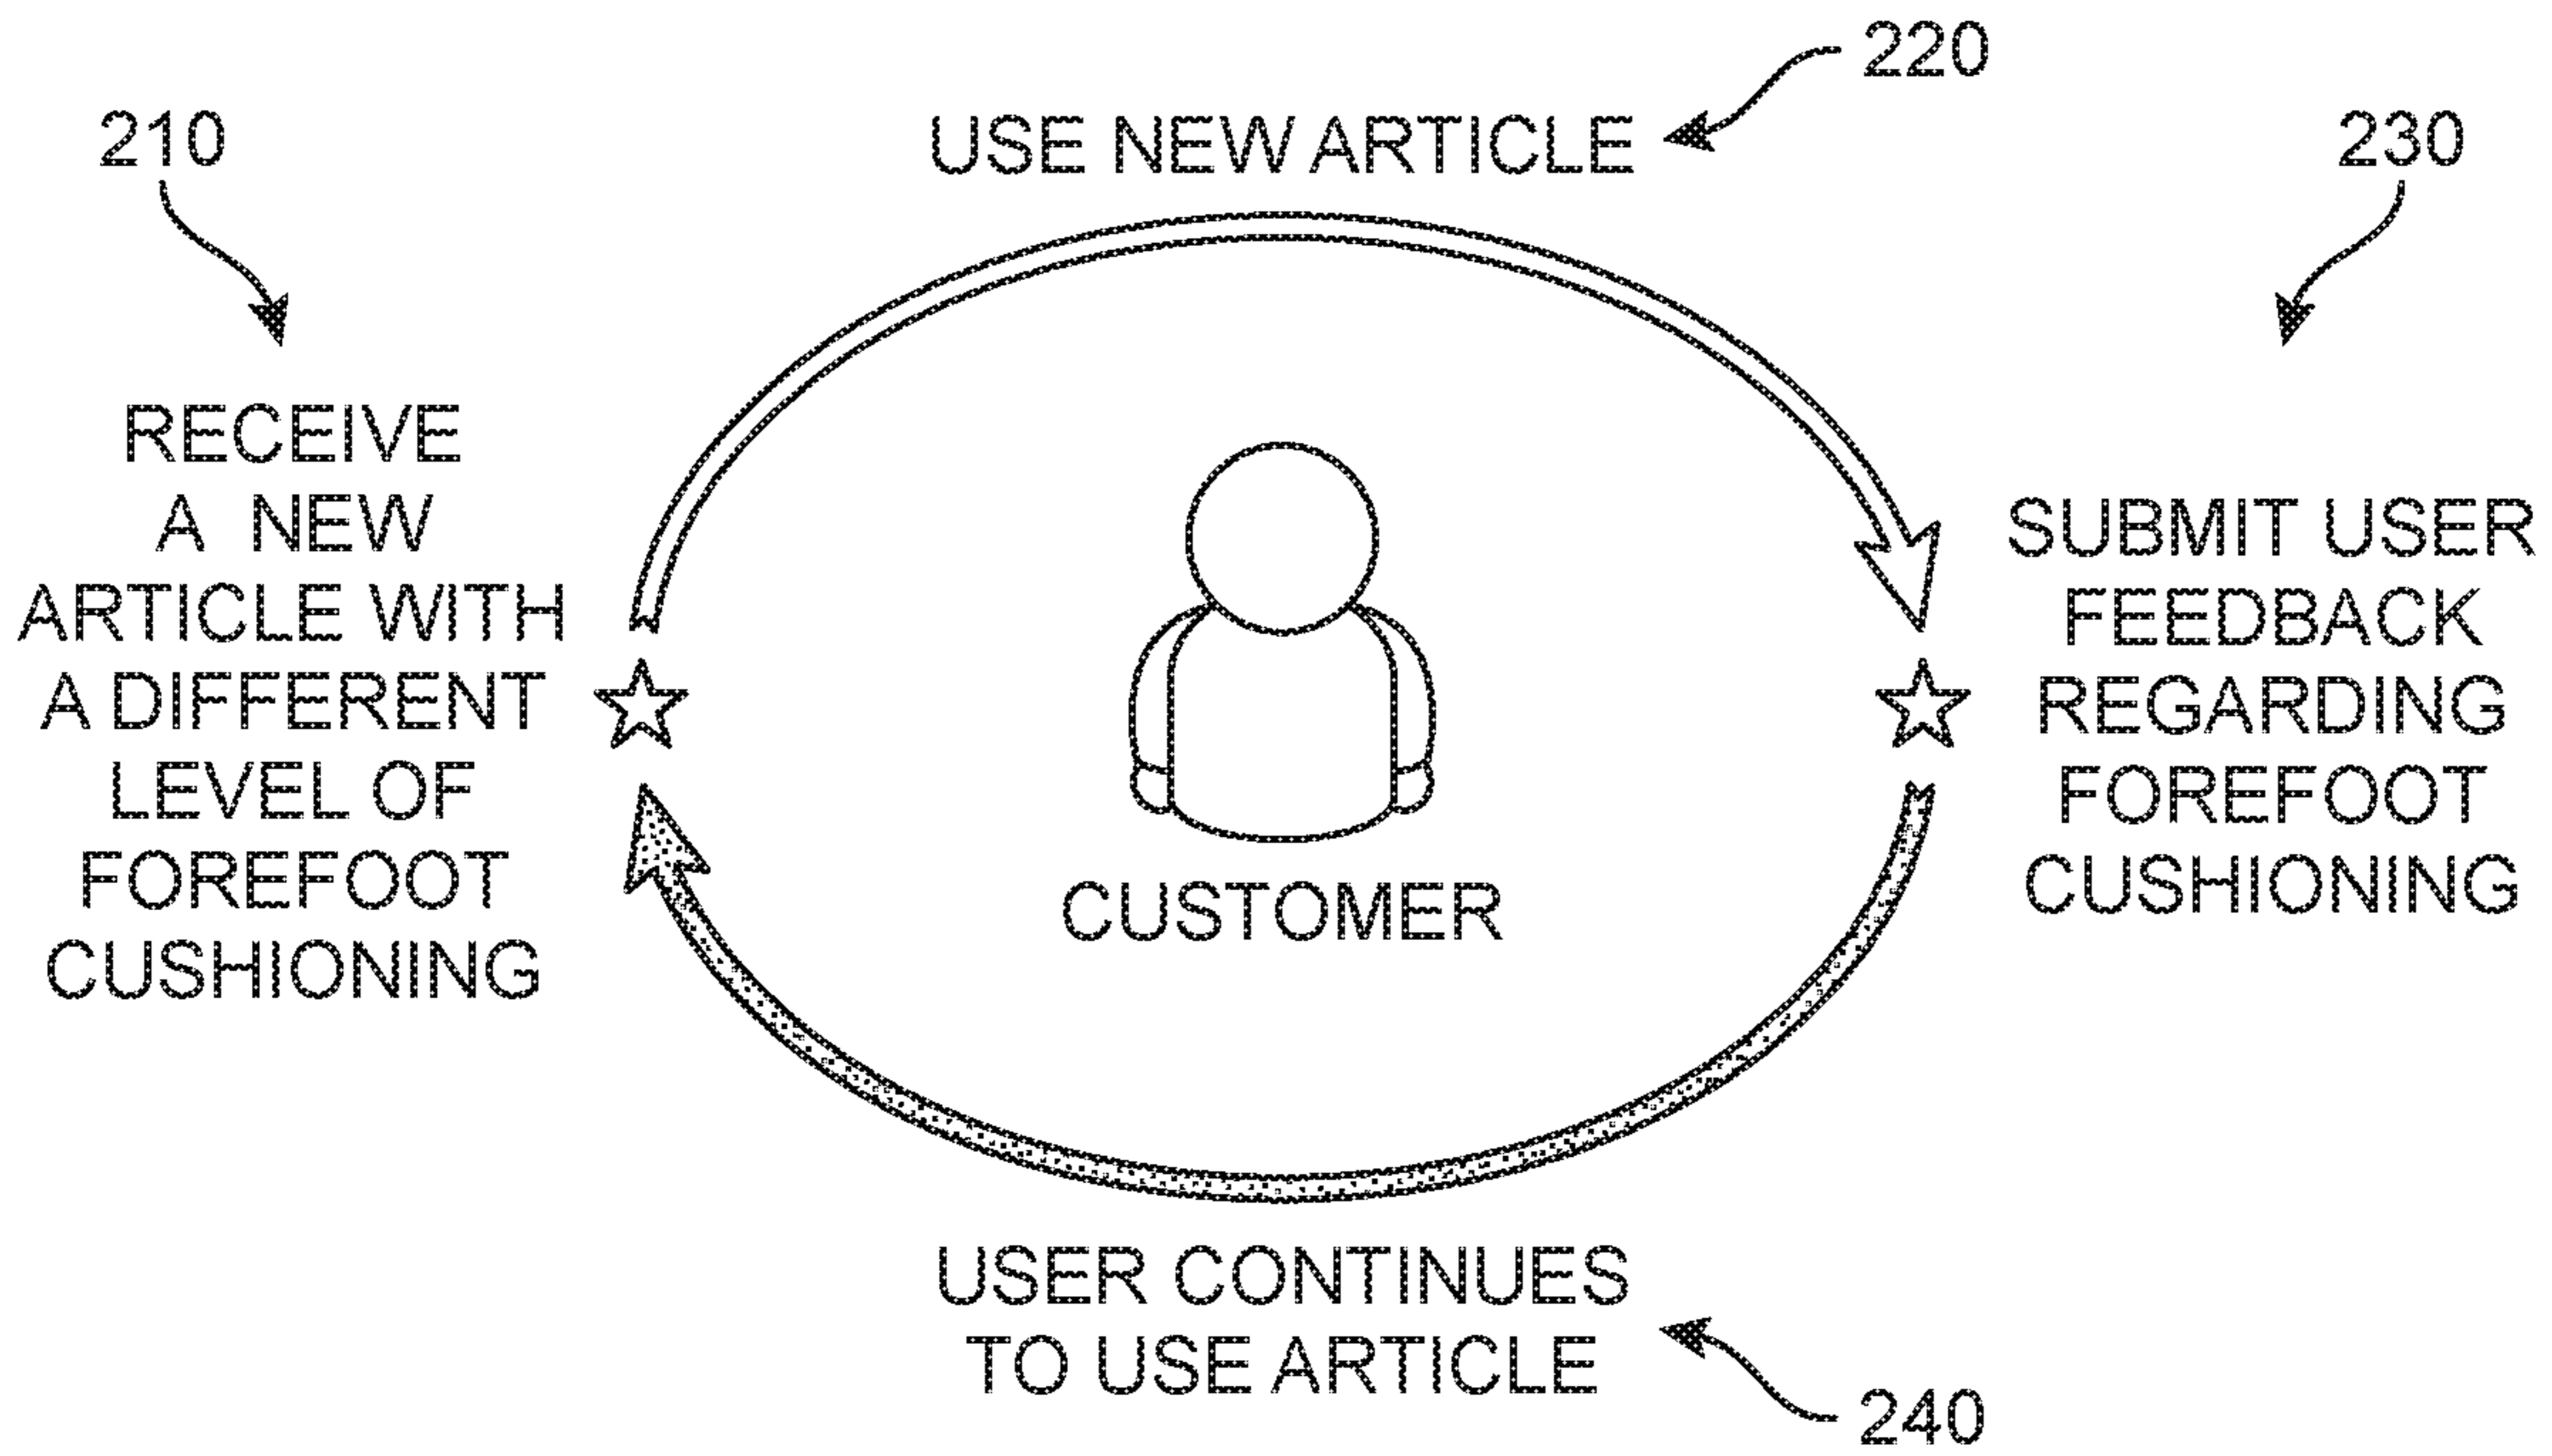 220
210
USE NEW ARTICLE
230
RECEIVE
A NEW
ARTICLE WITH
A DIFFERENT
LEVEL OF
FOREFOOT
CUSHIONING
SUBMIT USER
FEEDBACK
REGARDING
FOREFOOT
CUSHIONING
CUSTOMER
USER CONTINUES
TO USE ARTICLE
240